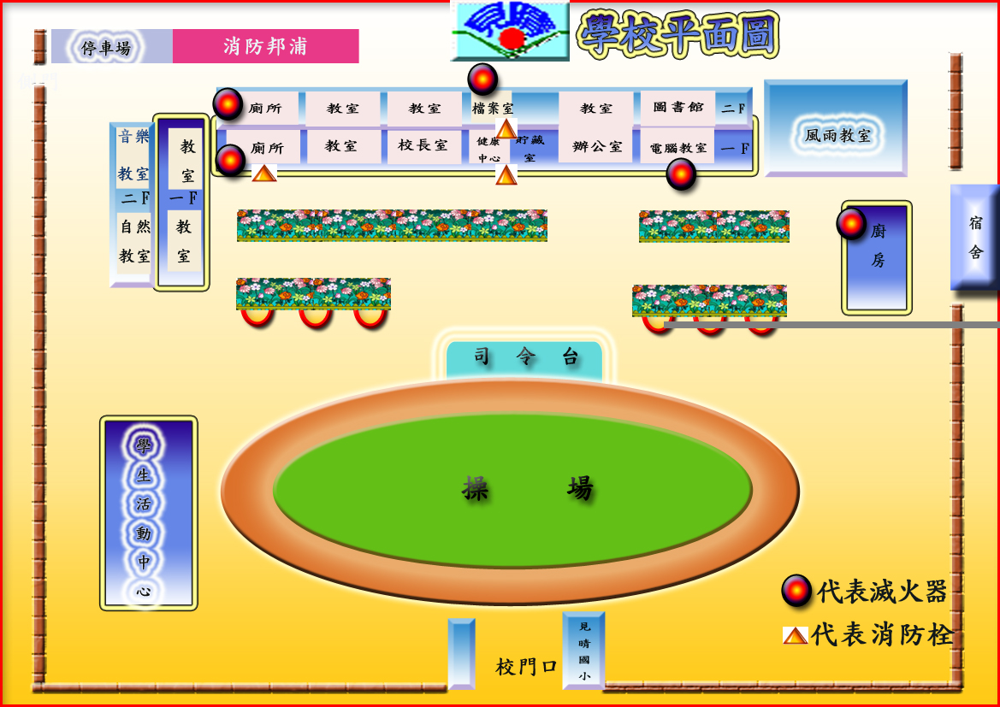 見晴
學校平面圖
停車場
消防邦浦
側門
廁所
教室
教室
檔案室
教室
圖書館
二F
廁所
教室
校長室
健康
中心
貯藏
室
辦公室
電腦教室
一F
風雨教室
音樂
教室
二F
自然
教室
教
室
一F
教
室
廚
房
宿
舍
司令台
操場
學
生
活
動
中
心
代表滅火器
代表消防栓
校門口
見
晴
國
小